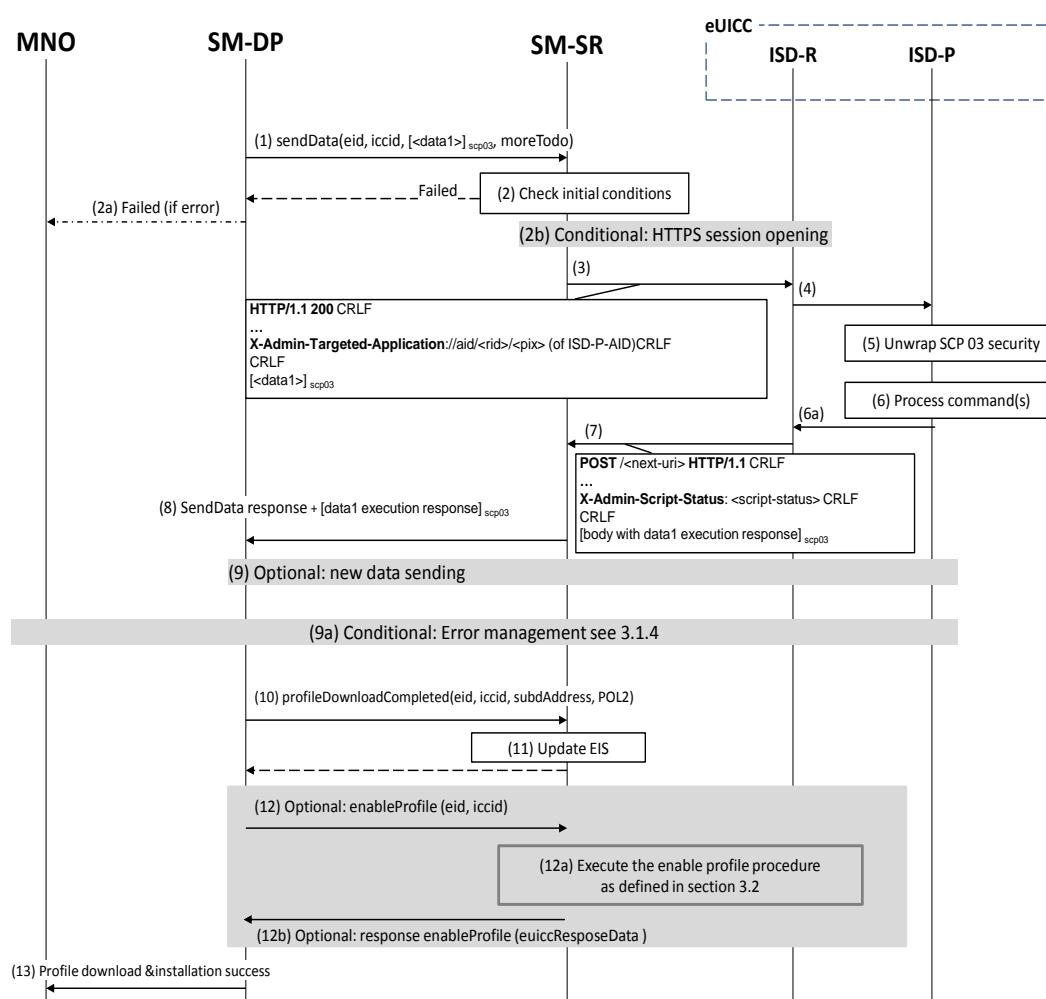 eUICC
MNO
SM-DP
SM-SR
ISD-R
ISD-P
(1) sendData(eid, iccid, [<data1>] scp03, moreTodo)
Failed
(2) Check initial conditions
(2a) Failed (if error)
(2b) Conditional: HTTPS session opening
(3)
(4)
HTTP/1.1 200 CRLF
…
X-Admin-Targeted-Application://aid/<rid>/<pix> (of ISD-P-AID)CRLF
CRLF
[<data1>] scp03
(5) Unwrap SCP 03 security
(6) Process command(s)
(6a)
(7)
POST /<next-uri> HTTP/1.1 CRLF
…
X-Admin-Script-Status: <script-status> CRLF
CRLF
[body with data1 execution response] scp03
(8) SendData response + [data1 execution response] scp03
(9) Optional: new data sending
(9a) Conditional: Error management see 3.1.4
(10) profileDownloadCompleted(eid, iccid, subdAddress, POL2)
(11) Update EIS
(12) Optional: enableProfile (eid, iccid)
(12a) Execute the enable profile procedure
as defined in section 3.2
(12b) Optional: response enableProfile (euiccResposeData )
(13) Profile download &installation success